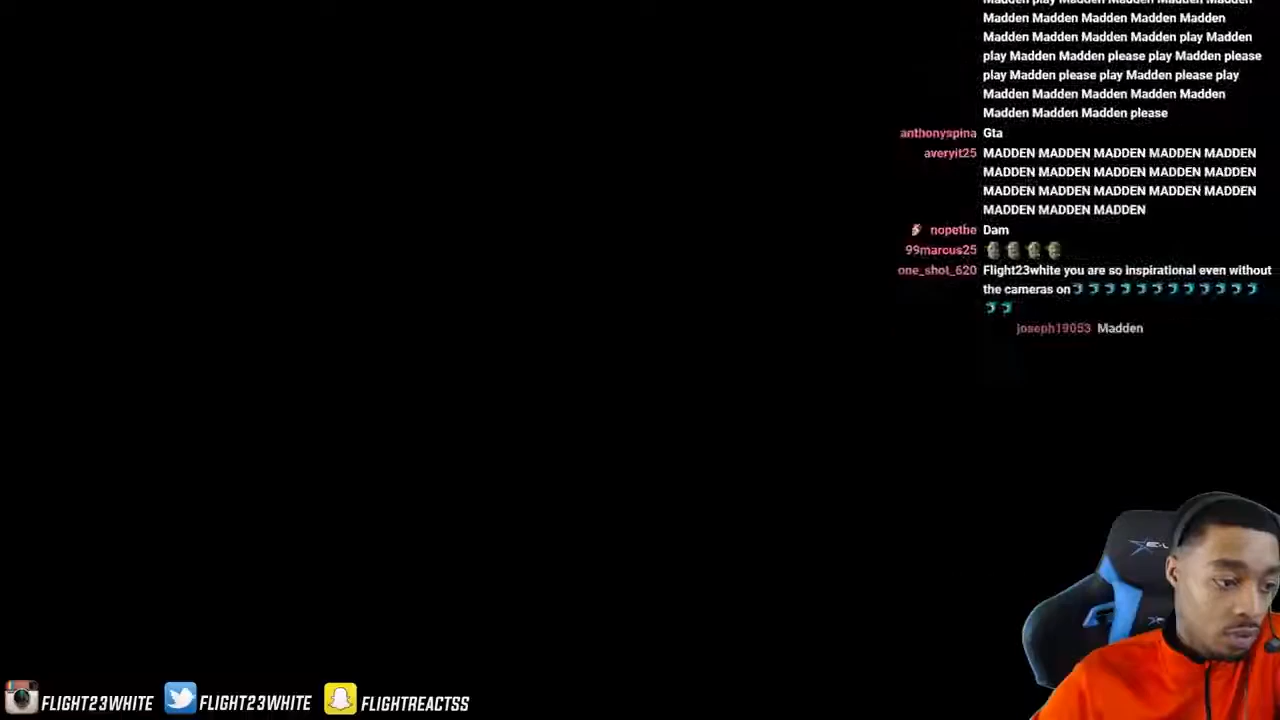 Madden play Madden Madden Madden Madden
Madden Madden Madden Madden Madden
Madden Madden Madden Madden play Madden
play Madden Madden please play Madden please
play Madden please play Madden please play
Madden Madden Madden Madden Madden
Madden Madden Madden please
anthonyspina Gta
averyit25 MADDEN MADDEN MADDEN MADDEN MADDEN
MADDEN MADDEN MADDEN MADDEN MADDEN
MADDEN MADDEN MADDEN MADDEN MADDEN
MADDEN MADDEN MADDEN
nopethe Dam
99marcus25
one_shot_620 Flight23white you are so inspirational even without
the cameras on
joseph19053 Madden
FLIGHT23WHITE FLIGHT23WHITE FLIGHTREACTSS